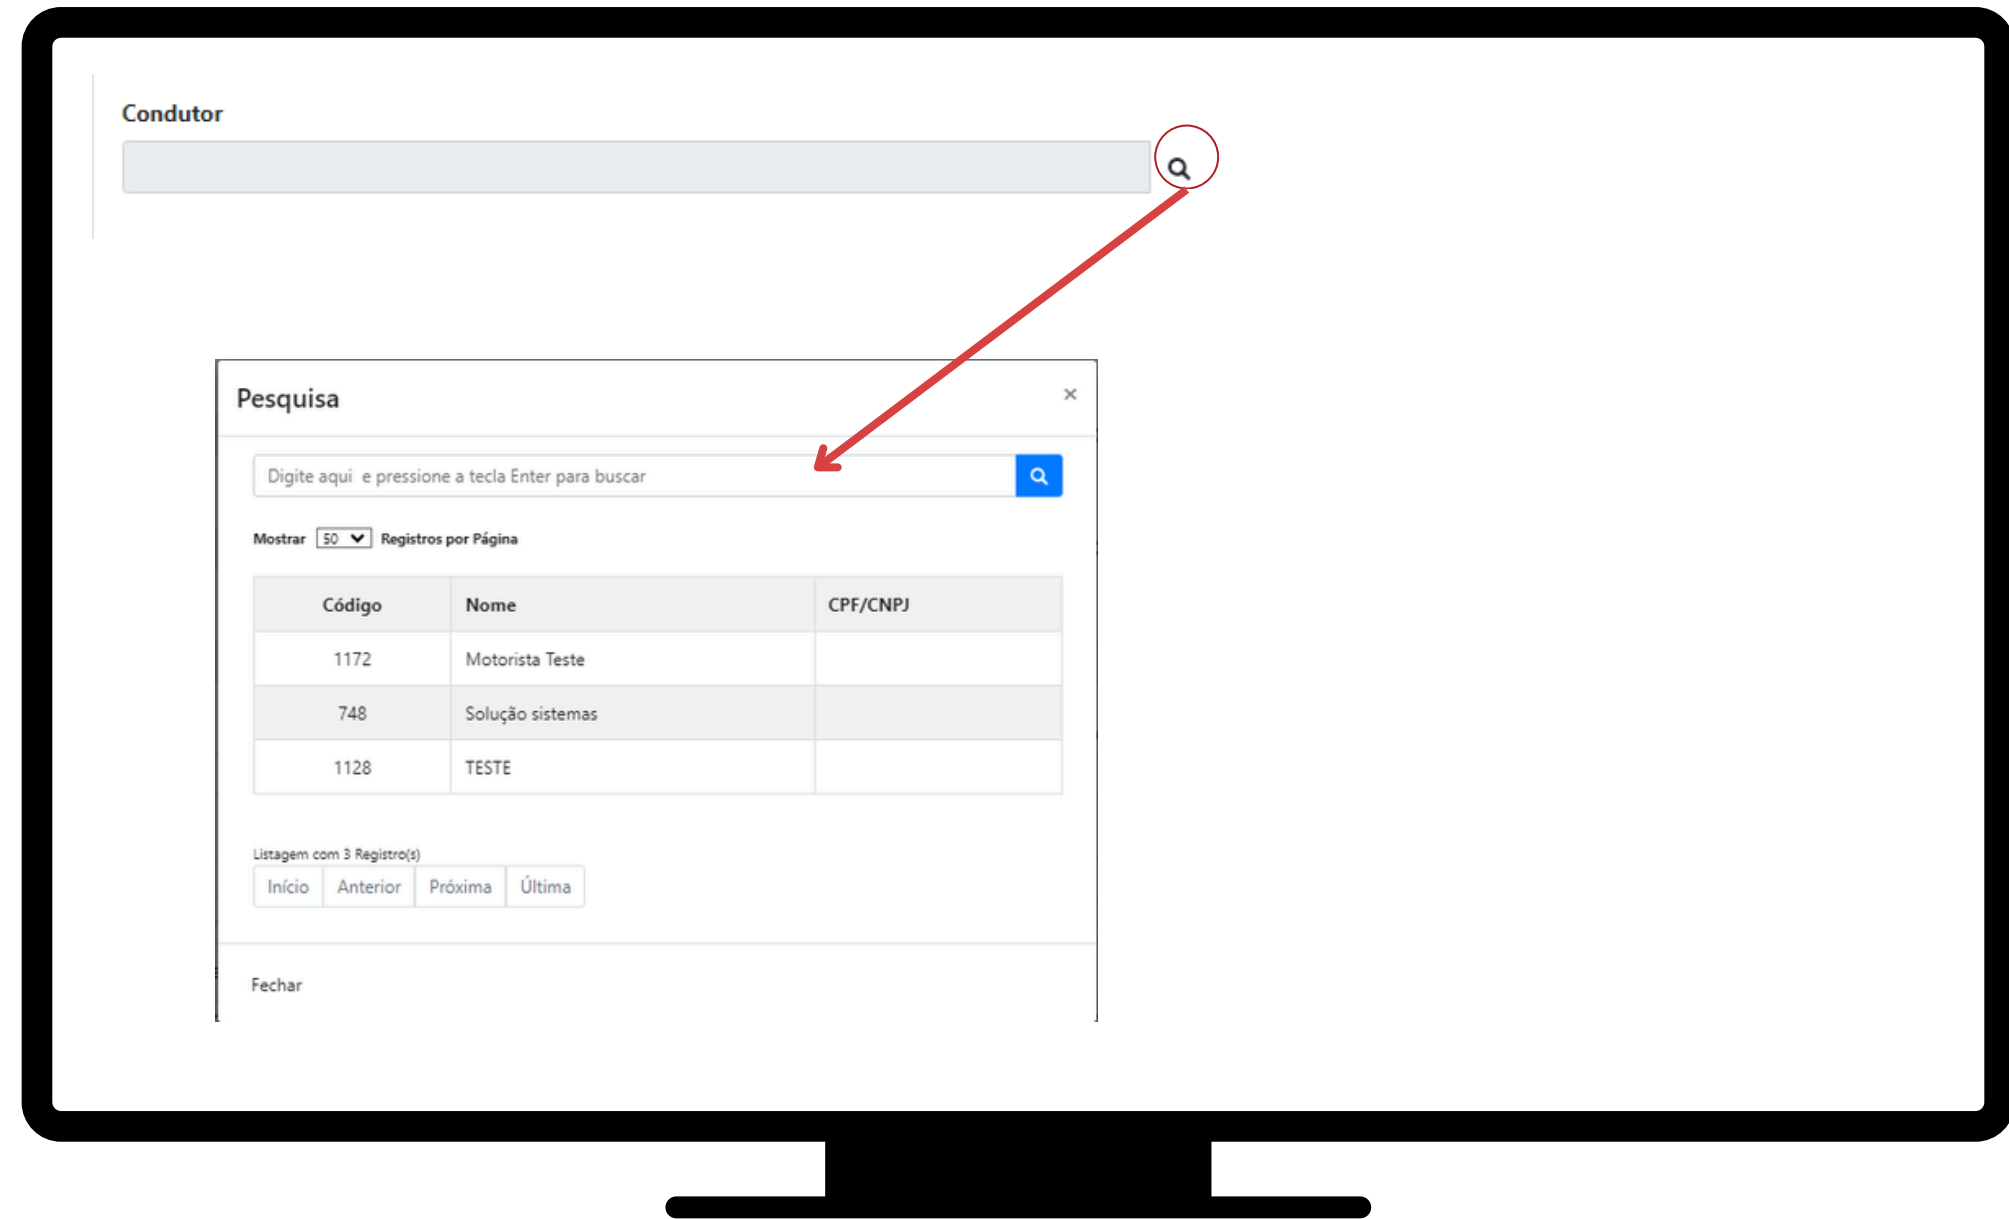 Condutor
Pesquisa ×
Digite aqui e pressione a tecla Enter para buscar
Mostrar 50 Registros por Página
Código Nome CPF/CNPJ
1172 Motorista Teste
748 Solução sistemas
1128 TESTE
Listagem com 3 Registro(s)
Início Anterior Próxima Última
Fechar